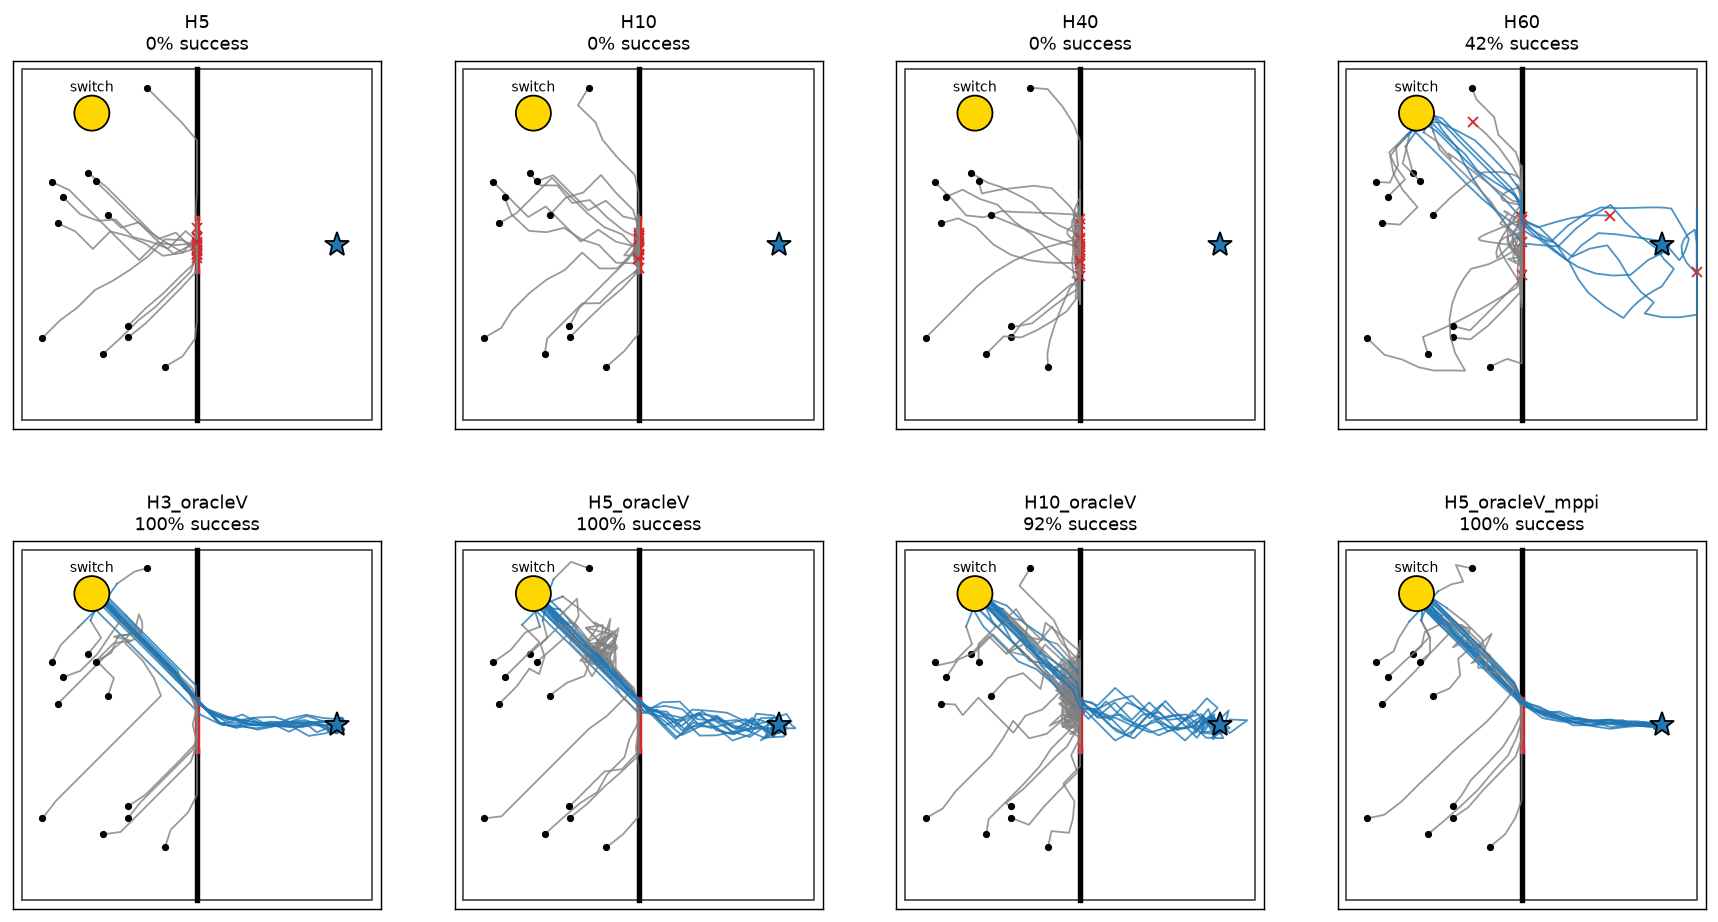 H5
0% success
switch
H10
0% success
switch
H40
0% success
switch
H60
42% success
switch
H3_oracleV
100% success
switch
H5_oracleV
100% success
switch
H10_oracleV
92% success
switch
H5_oracleV_mppi
100% success
switch